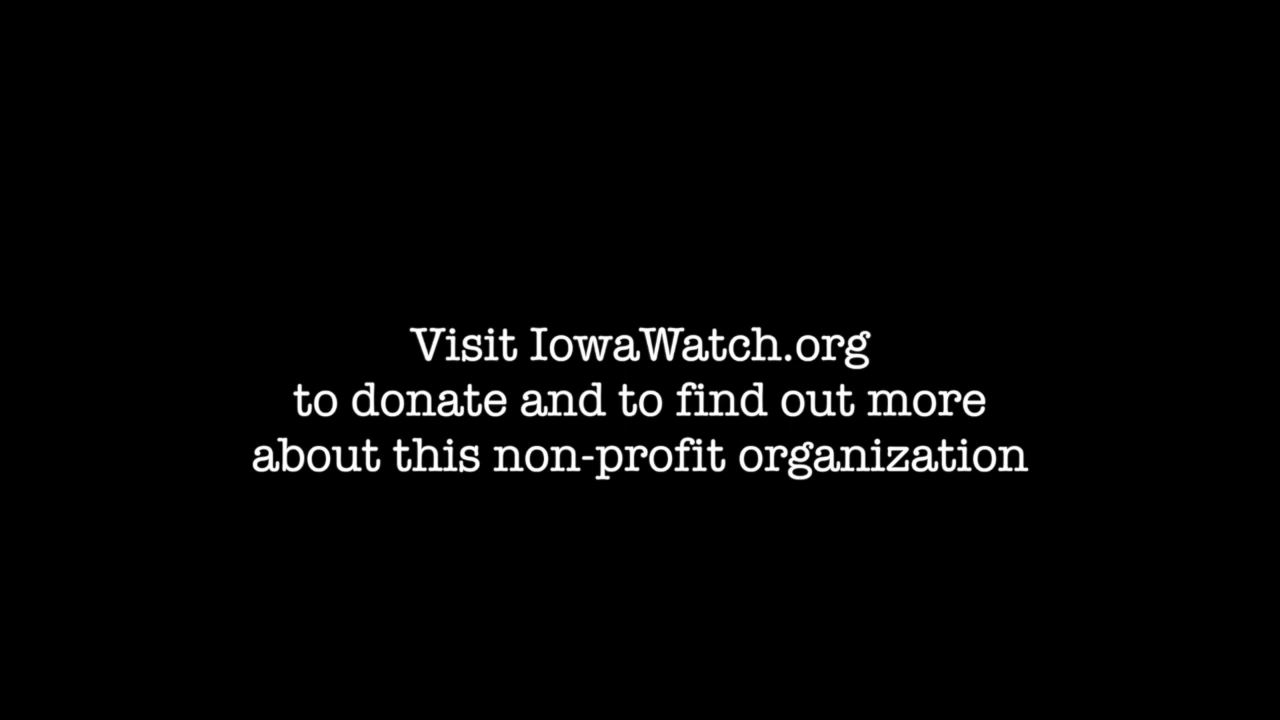 Visit IowaWatch.org
to donate and to find out more
about this non-profit organization